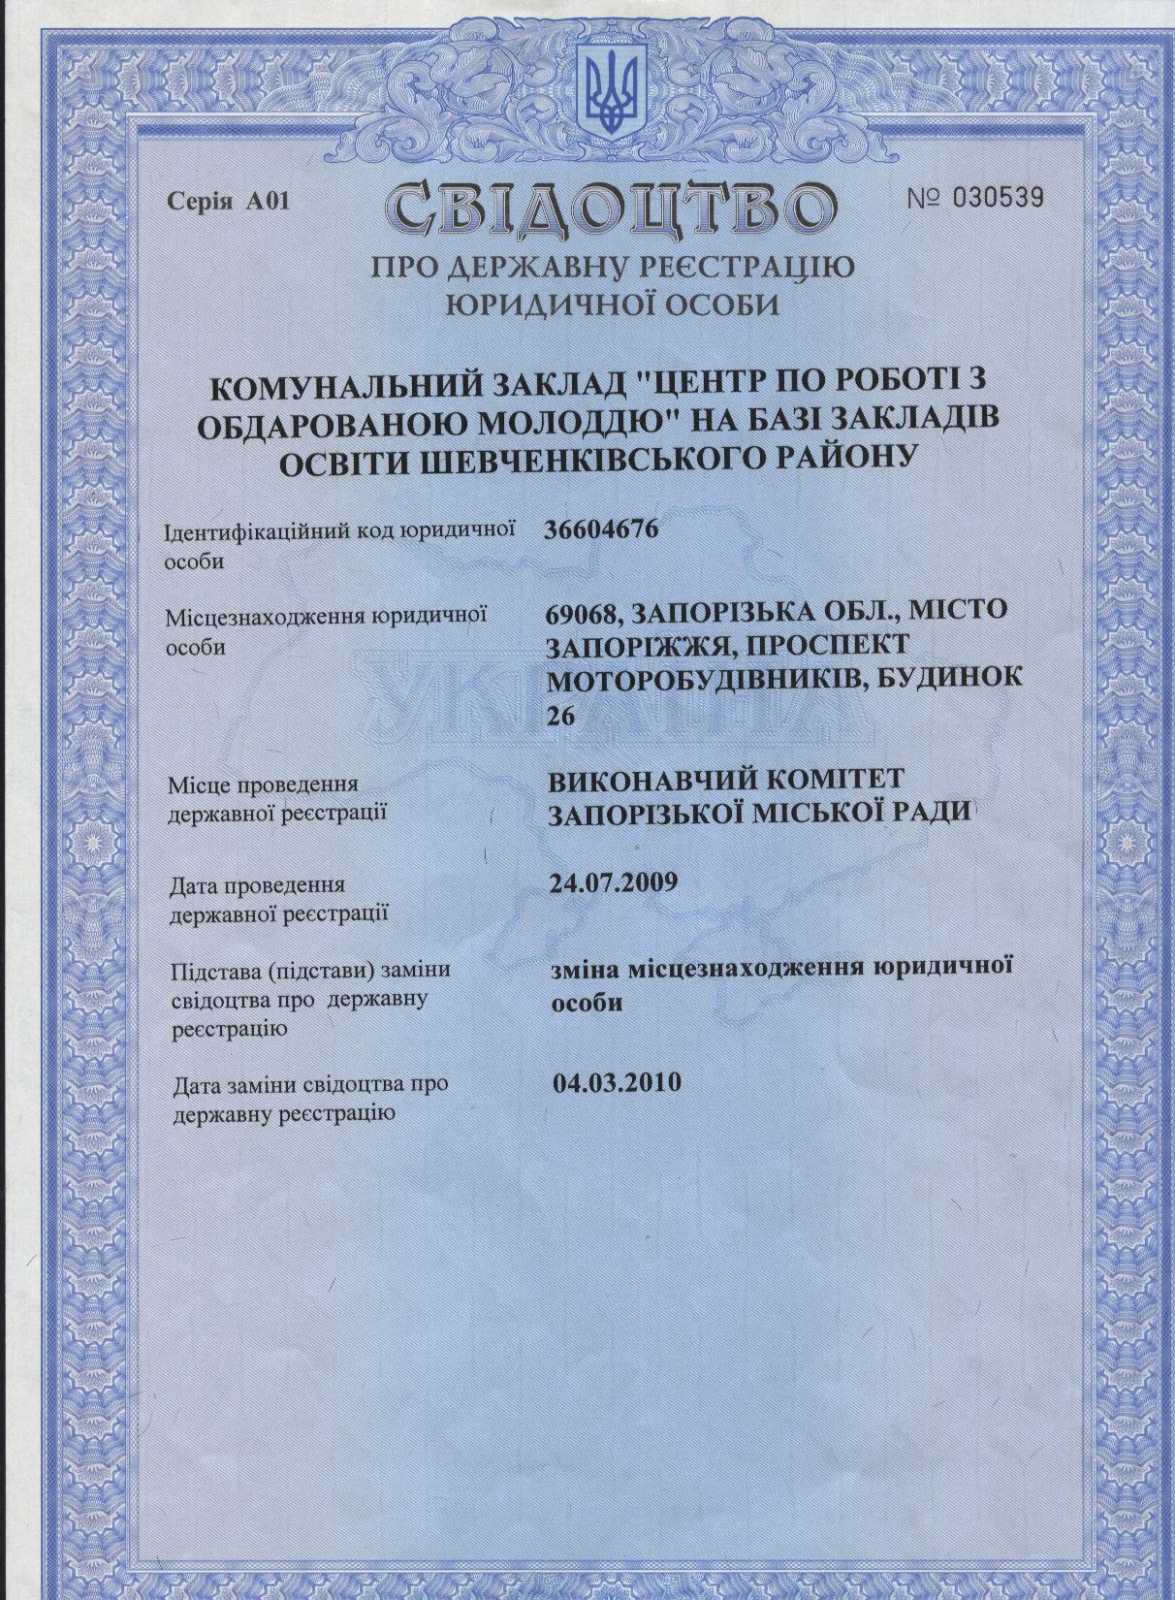 Серія А01
СВІДОЦТВО
№ 030539
ПРО ДЕРЖАВНУ РЕЄСТРАЦІЮ
ЮРИДИЧНОЇ ОСОБИ
КОМУНАЛЬНИЙ ЗАКЛАД "ЦЕНТР ПО РОБОТІ З
ОБДАРОВАНОЮ МОЛОДДЮ" НА БАЗІ ЗАКЛАДІВ
ОСВІТИ ШЕВЧЕНКІВСЬКОГО РАЙОНУ
Ідентифікаційний код юридичної
особи
36604676
Місцезнаходження юридичної
особи
69068, ЗАПОРІЗЬКА ОБЛ., МІСТО
ЗАПОРІЖЖЯ, ПРОСПЕКТ
МОТОРОБУДІВНИКІВ, БУДИНОК
26
УКРАЇНА
Місце проведення
державної реєстрації
ВИКОНАВЧИЙ КОМІТЕТ
ЗАПОРІЗЬКОЇ МІСЬКОЇ РАДИ
Дата проведення
державної реєстрації
24.07.2009
Підстава (підстави) заміни
свідоцтва про державну
реєстрацію
зміна місцезнаходження юридичної
особи
Дата заміни свідоцтва про
державну реєстрацію
04.03.2010